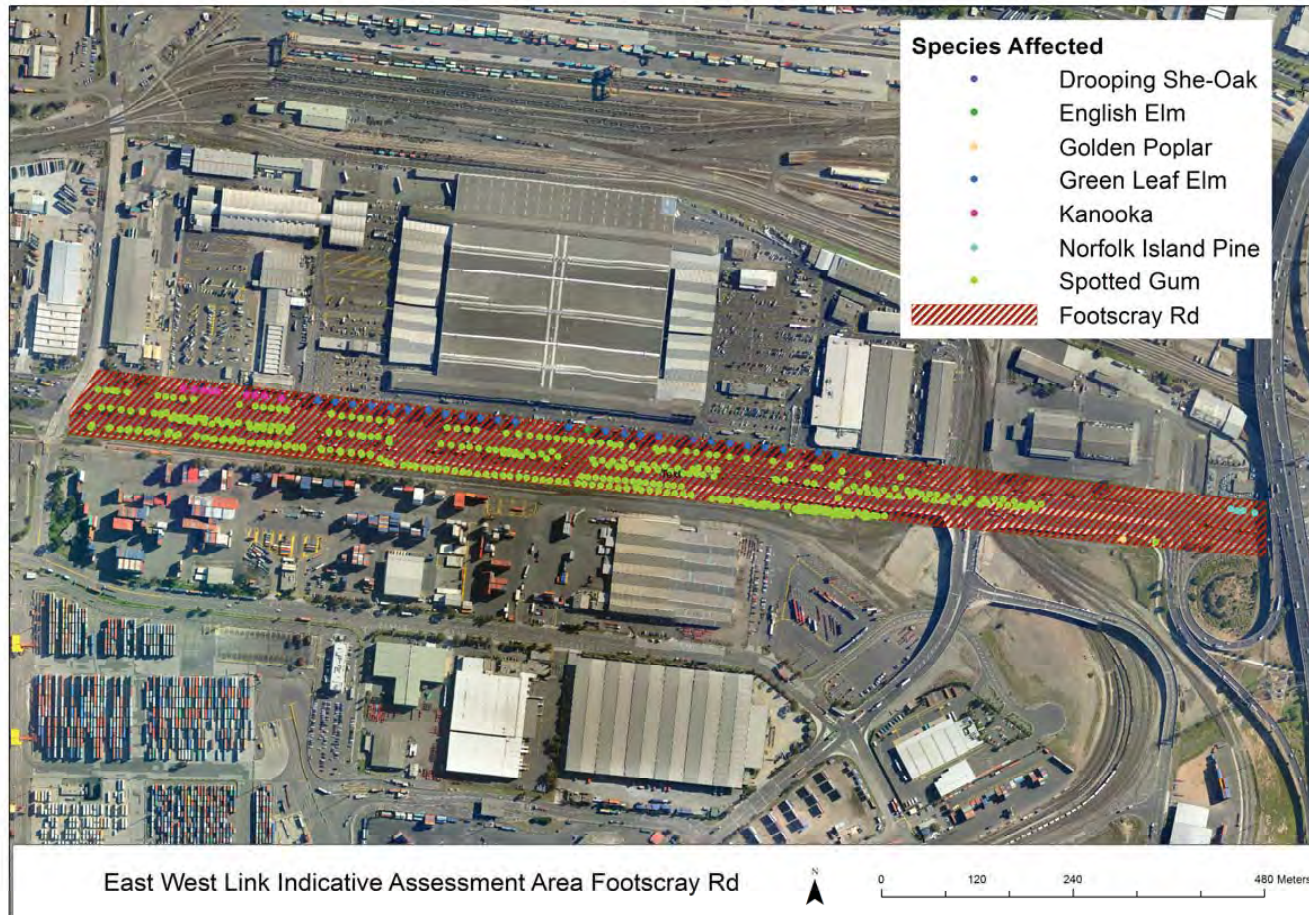 Species Affected
Drooping She-Oak
English Elm
Golden Poplar
Green Leaf Elm
Kanooka
Norfolk Island Pine
Spotted Gum
Footscray Rd
East West Link Indicative Assessment Area Footscray Rd
N
0 120 240 480 Meters